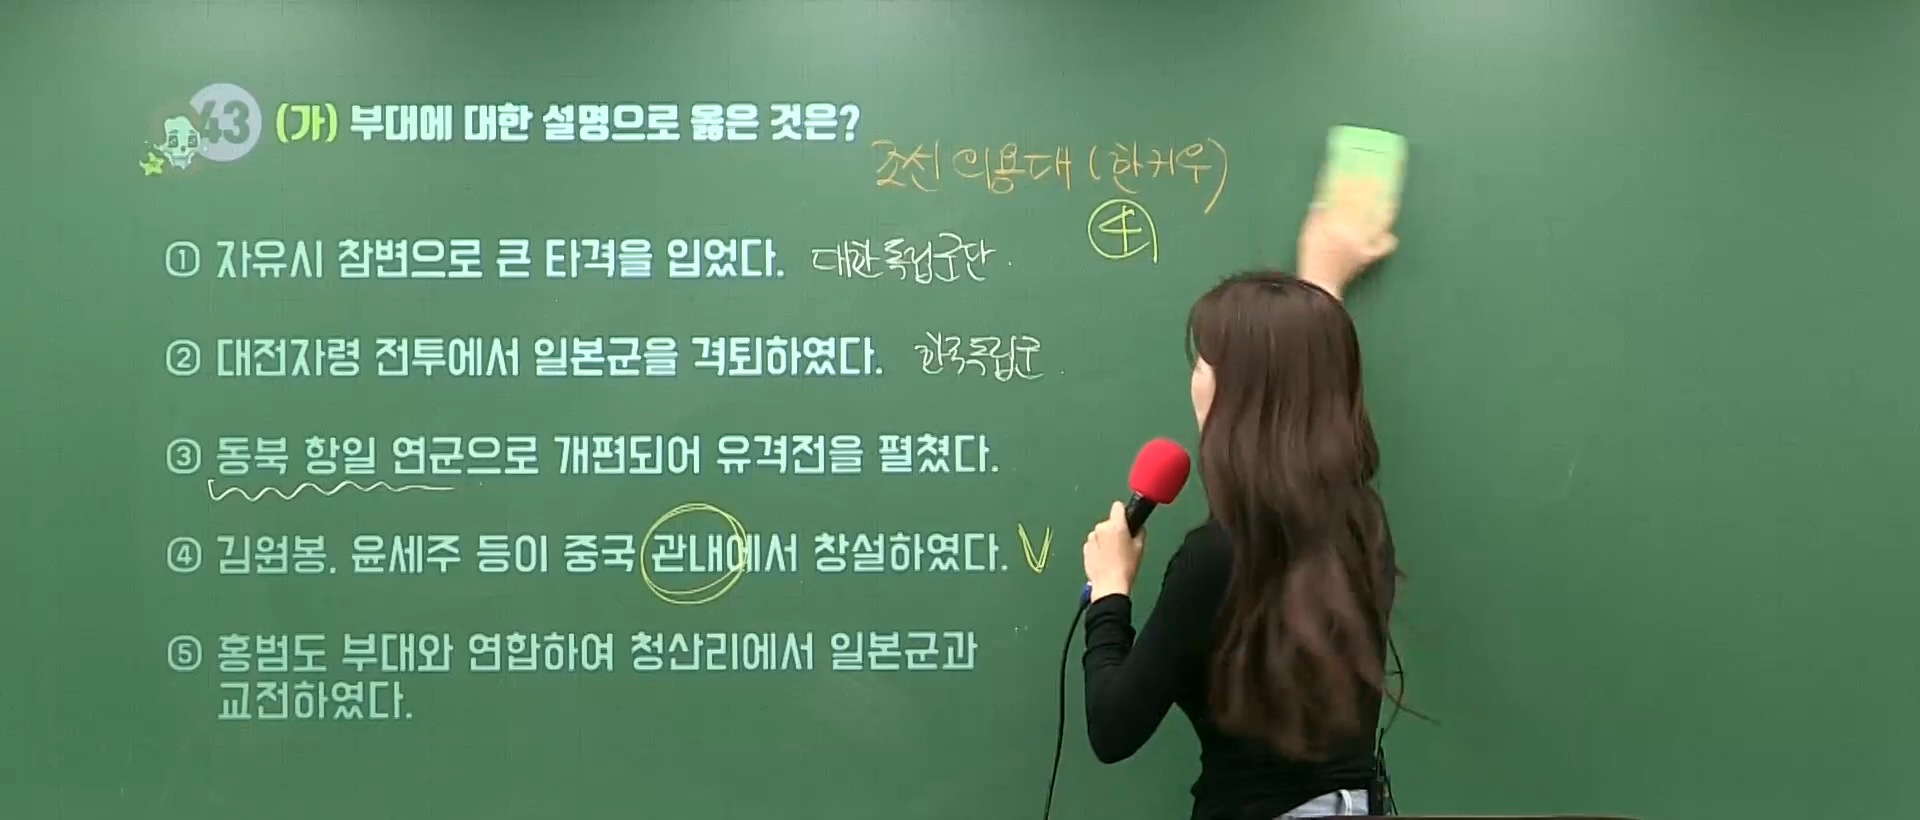 43 (가) 부대에 대한 설명으로 옳은 것은?
조선의용대 (한커우)
④
① 자유시 참변으로 큰 타격을 입었다. 대한독립군단.
② 대전자령 전투에서 일본군을 격퇴하였다. 한국독립군.
③ 동북 항일 연군으로 개편되어 유격전을 펼쳤다.
④ 김원봉, 윤세주 등이 중국 관내에서 창설하였다. V
⑤ 홍범도 부대와 연합하여 청산리에서 일본군과
교전하였다.